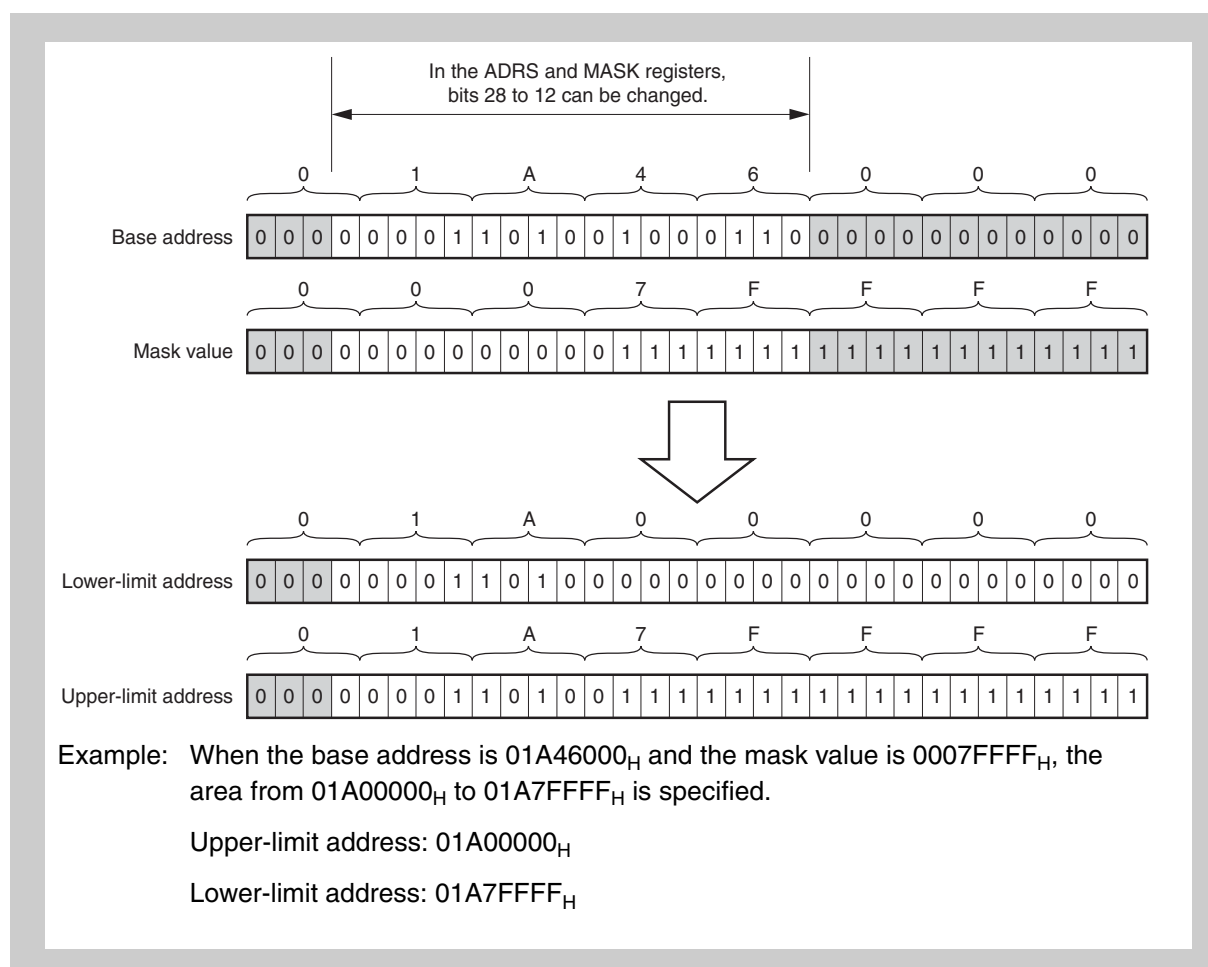 In the ADRS and MASK registers,
bits 28 to 12 can be changed.
0 1 A 4 6 0 0 0
Base address 0 0 0 0 0 0 0 1 1 0 1 0 0 1 0 0 0 1 1 0 0 0 0 0 0 0 0 0 0 0 0 0
0 0 0 7 F F F F
Mask value 0 0 0 0 0 0 0 0 0 0 0 0 0 1 1 1 1 1 1 1 1 1 1 1 1 1 1 1 1 1 1 1
0 1 A 0 0 0 0 0
Lower-limit address 0 0 0 0 0 0 0 1 1 0 1 0 0 0 0 0 0 0 0 0 0 0 0 0 0 0 0 0 0 0 0 0
0 1 A 7 F F F F
Upper-limit address 0 0 0 0 0 0 0 1 1 0 1 0 0 1 1 1 1 1 1 1 1 1 1 1 1 1 1 1 1 1 1 1
Example: When the base address is 01A46000H and the mask value is 0007FFFFH, the
area from 01A00000H to 01A7FFFFH is specified.
Upper-limit address: 01A00000H
Lower-limit address: 01A7FFFFH